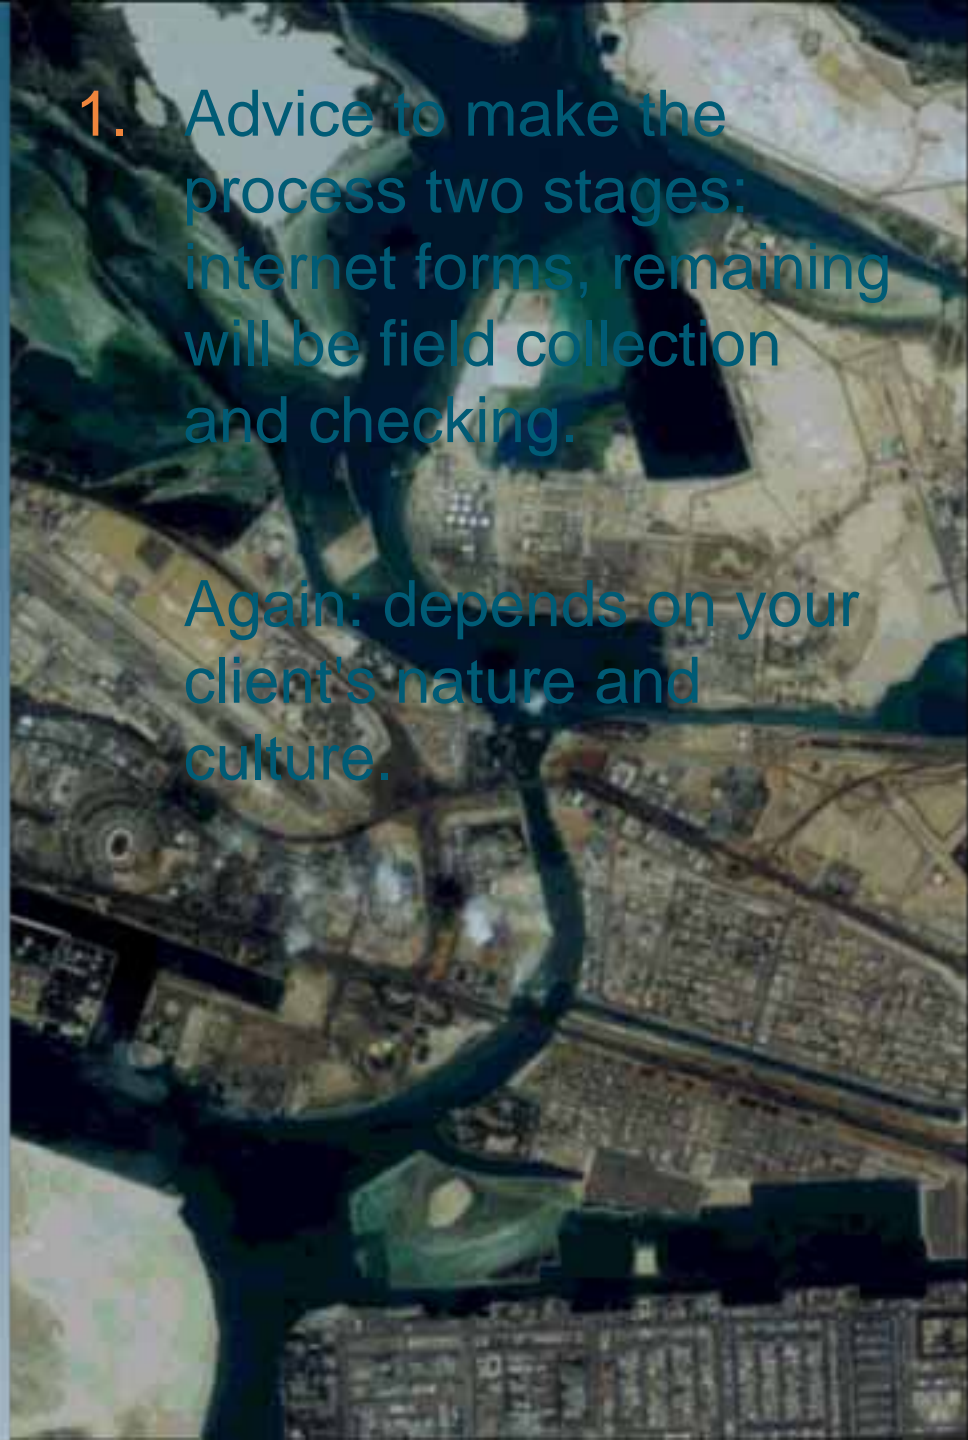 1. Advice to make the
process two stages:
internet forms, remaining
will be field collection
and checking.
Again: depends on your
client's nature and
culture.